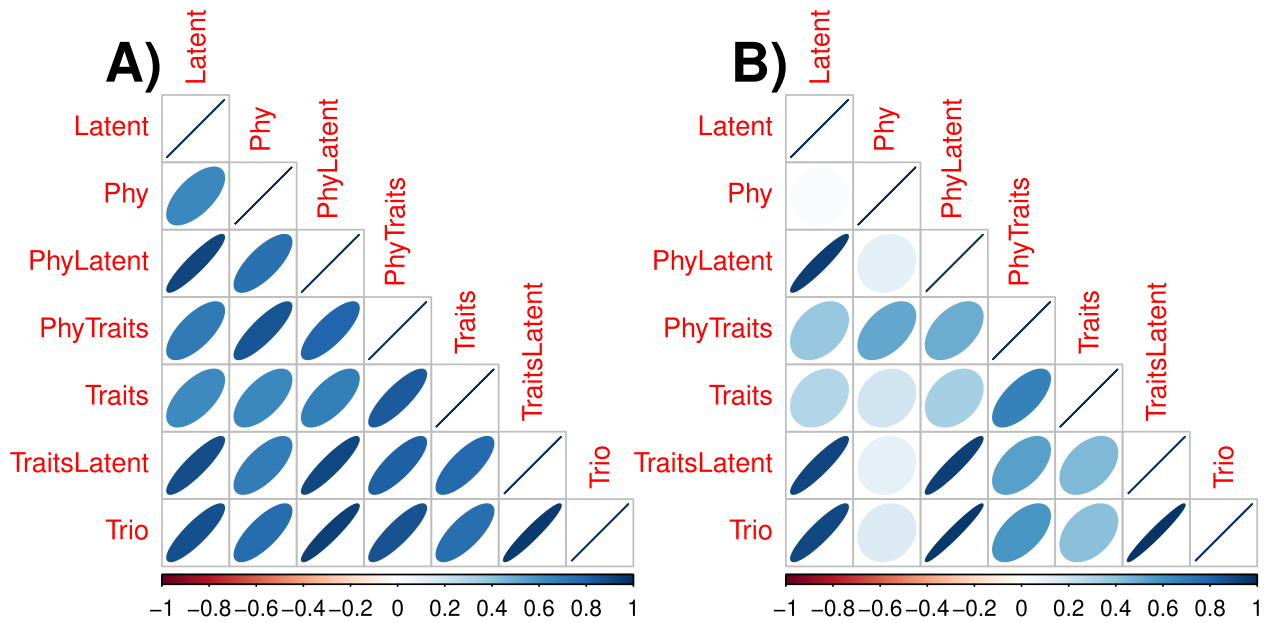 A)
Latent
Phy
PhyLatent
PhyTraits
Traits
TraitsLatent
Trio
Latent
Phy
PhyLatent
PhyTraits
Traits
TraitsLatent
Trio
−1 −0.8 −0.6 −0.4 −0.2 0 0.2 0.4 0.6 0.8 1
B)
Latent
Phy
PhyLatent
PhyTraits
Traits
TraitsLatent
Trio
Latent
Phy
PhyLatent
PhyTraits
Traits
TraitsLatent
Trio
−1 −0.8 −0.6 −0.4 −0.2 0 0.2 0.4 0.6 0.8 1